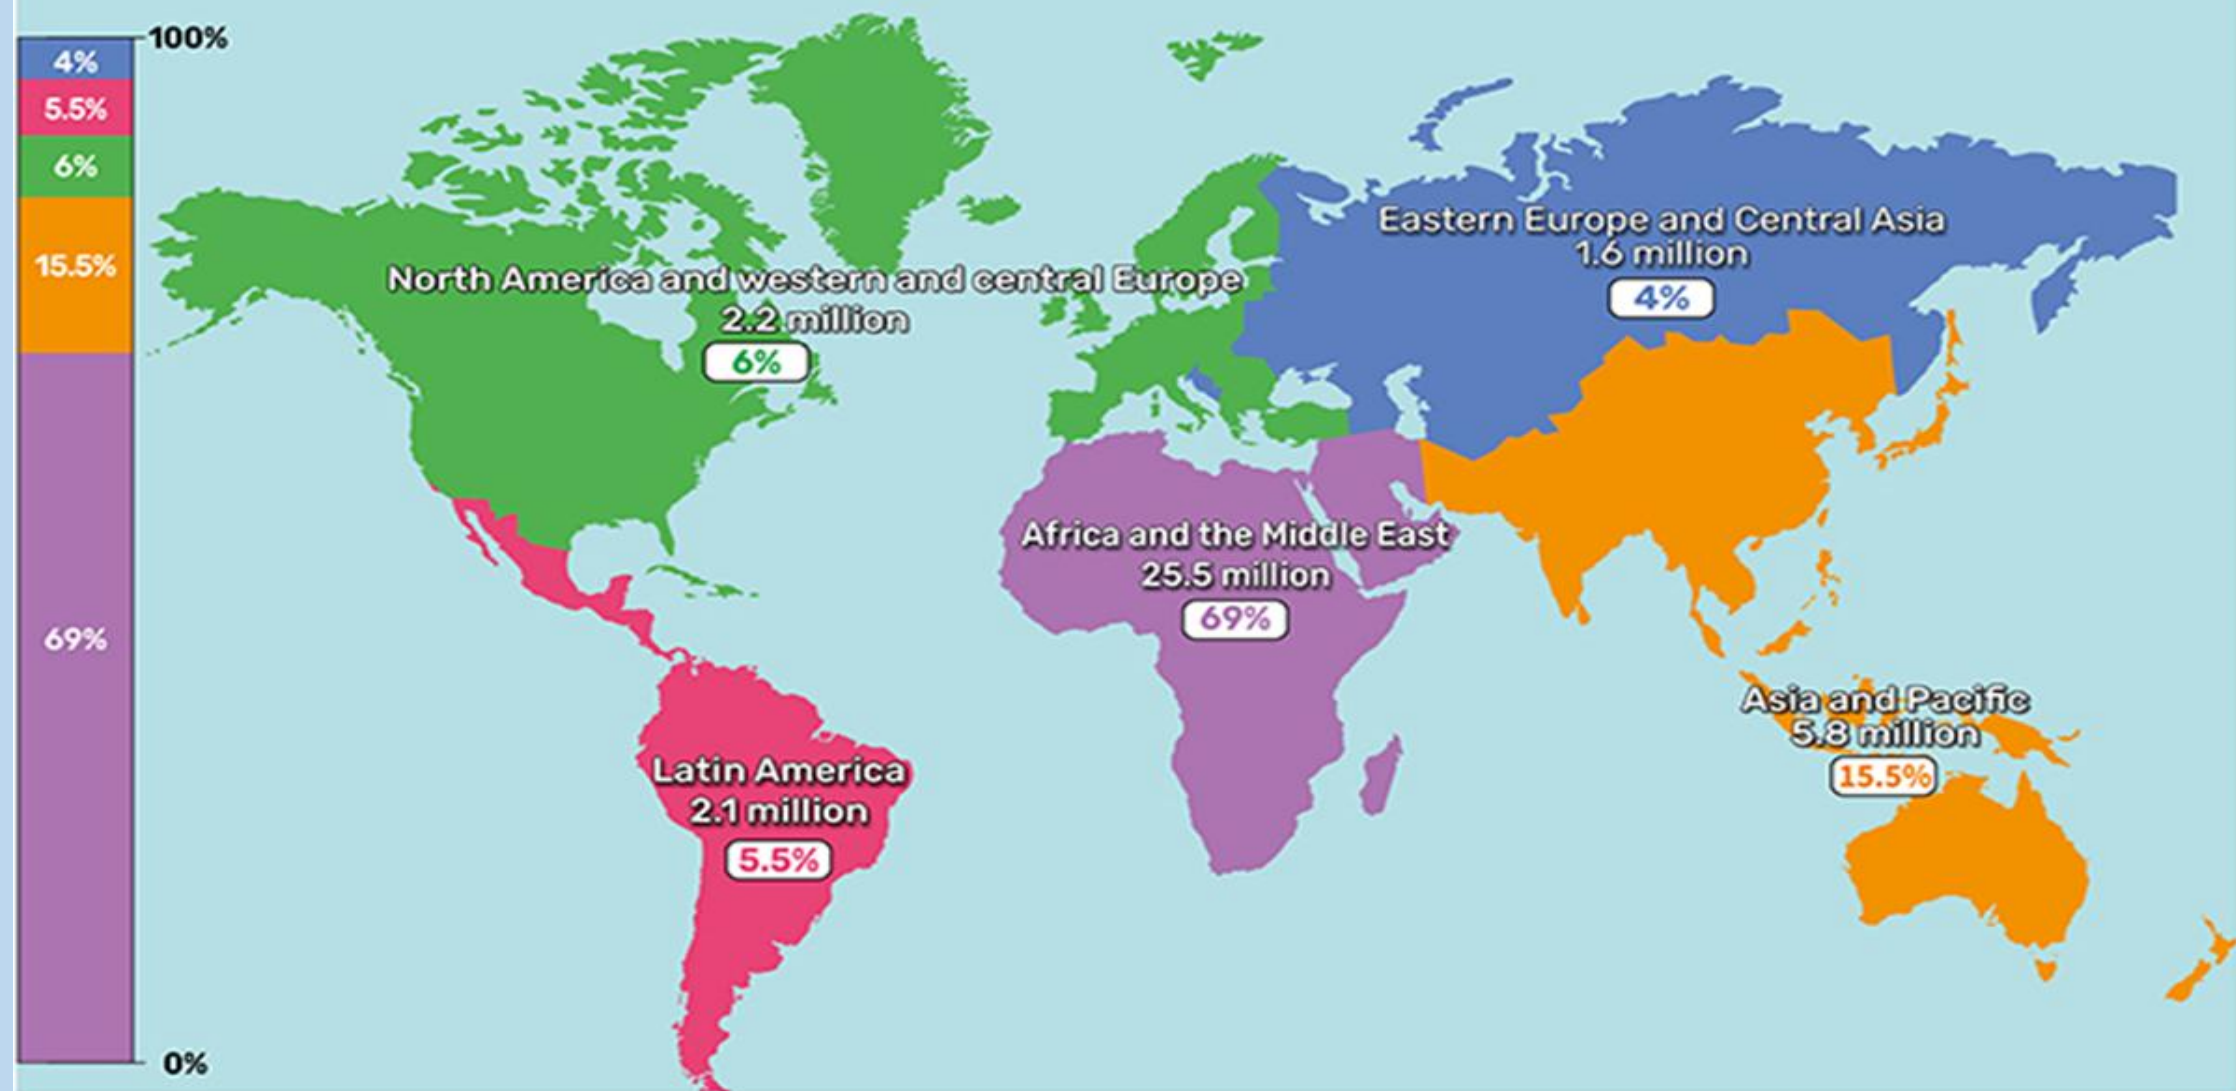 100%
4%
5.5%
6%
15.5%
69%
0%
North America and western and central Europe
2.2 million
6%
Eastern Europe and Central Asia
1.6 million
4%
Africa and the Middle East
25.5 million
69%
Asia and Pacific
5.8 million
15.5%
Latin America
2.1 million
5.5%